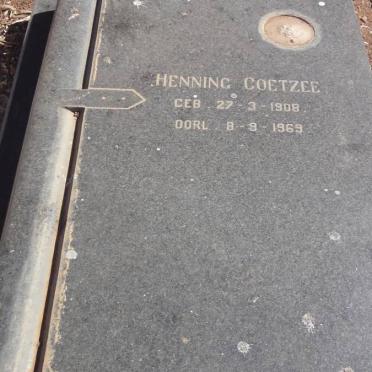 HENNING COETZEE
GEB. 27-3-1908.
OORL. 8-9-1969